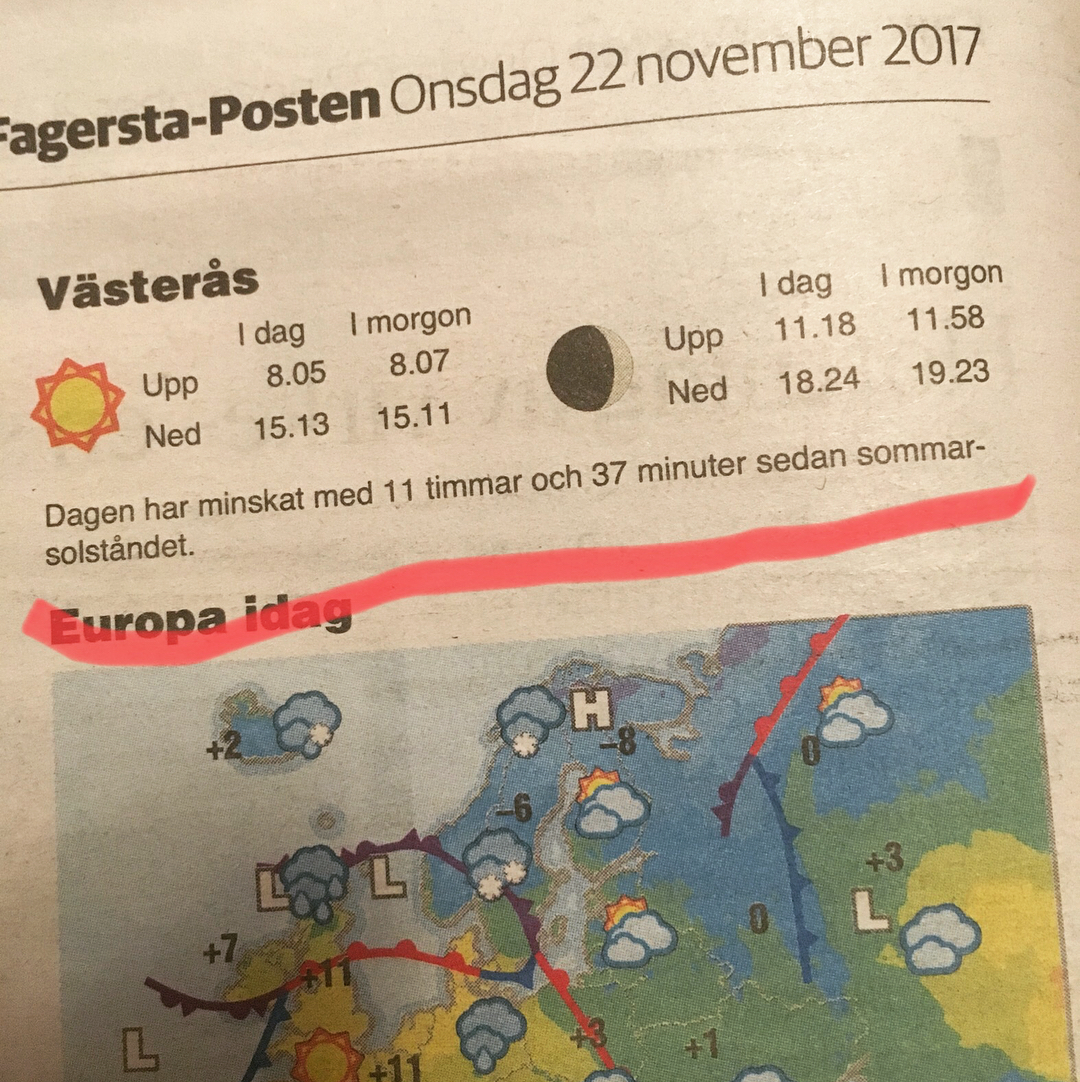 Fagersta-Posten Onsdag 22 november 2017
Västerås
I dag I morgon
Upp 8.05 8.07
Ned 15.13 15.11
I dag I morgon
Upp 11.18 11.58
Ned 18.24 19.23
Dagen har minskat med 11 timmar och 37 minuter sedan sommar-
solståndet.
Europa idag
H
+2
-8
0
-6
L
L
+3
L
0
+7
+11
L
+3
+1
+11